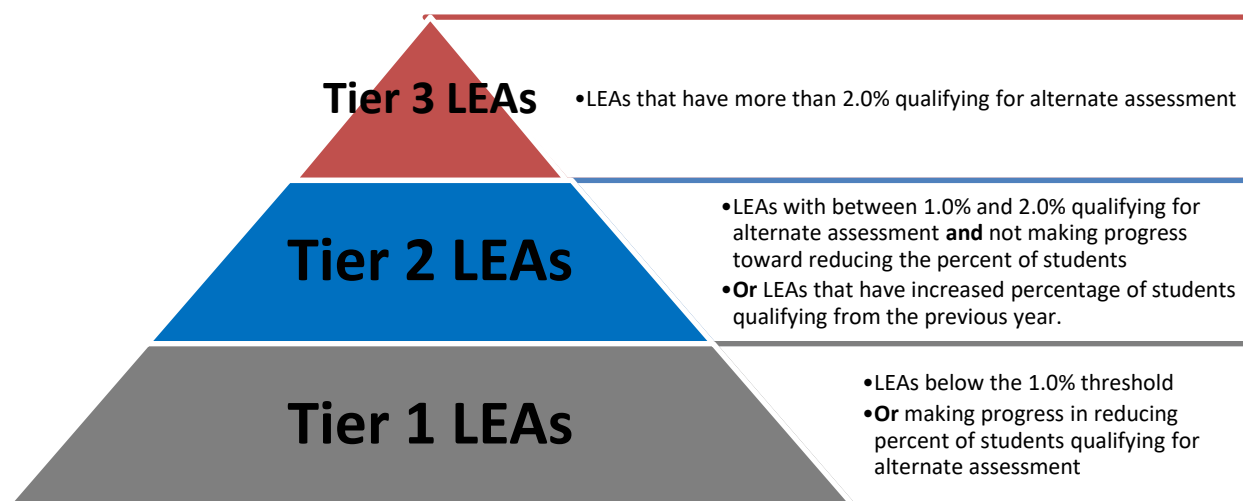 Tier 3 LEAs
•LEAs that have more than 2.0% qualifying for alternate assessment
Tier 2 LEAs
•LEAs with between 1.0% and 2.0% qualifying for
alternate assessment and not making progress
toward reducing the percent of students
•Or LEAs that have increased percentage of students
qualifying from the previous year.
Tier 1 LEAs
•LEAs below the 1.0% threshold
•Or making progress in reducing
percent of students qualifying for
alternate assessment